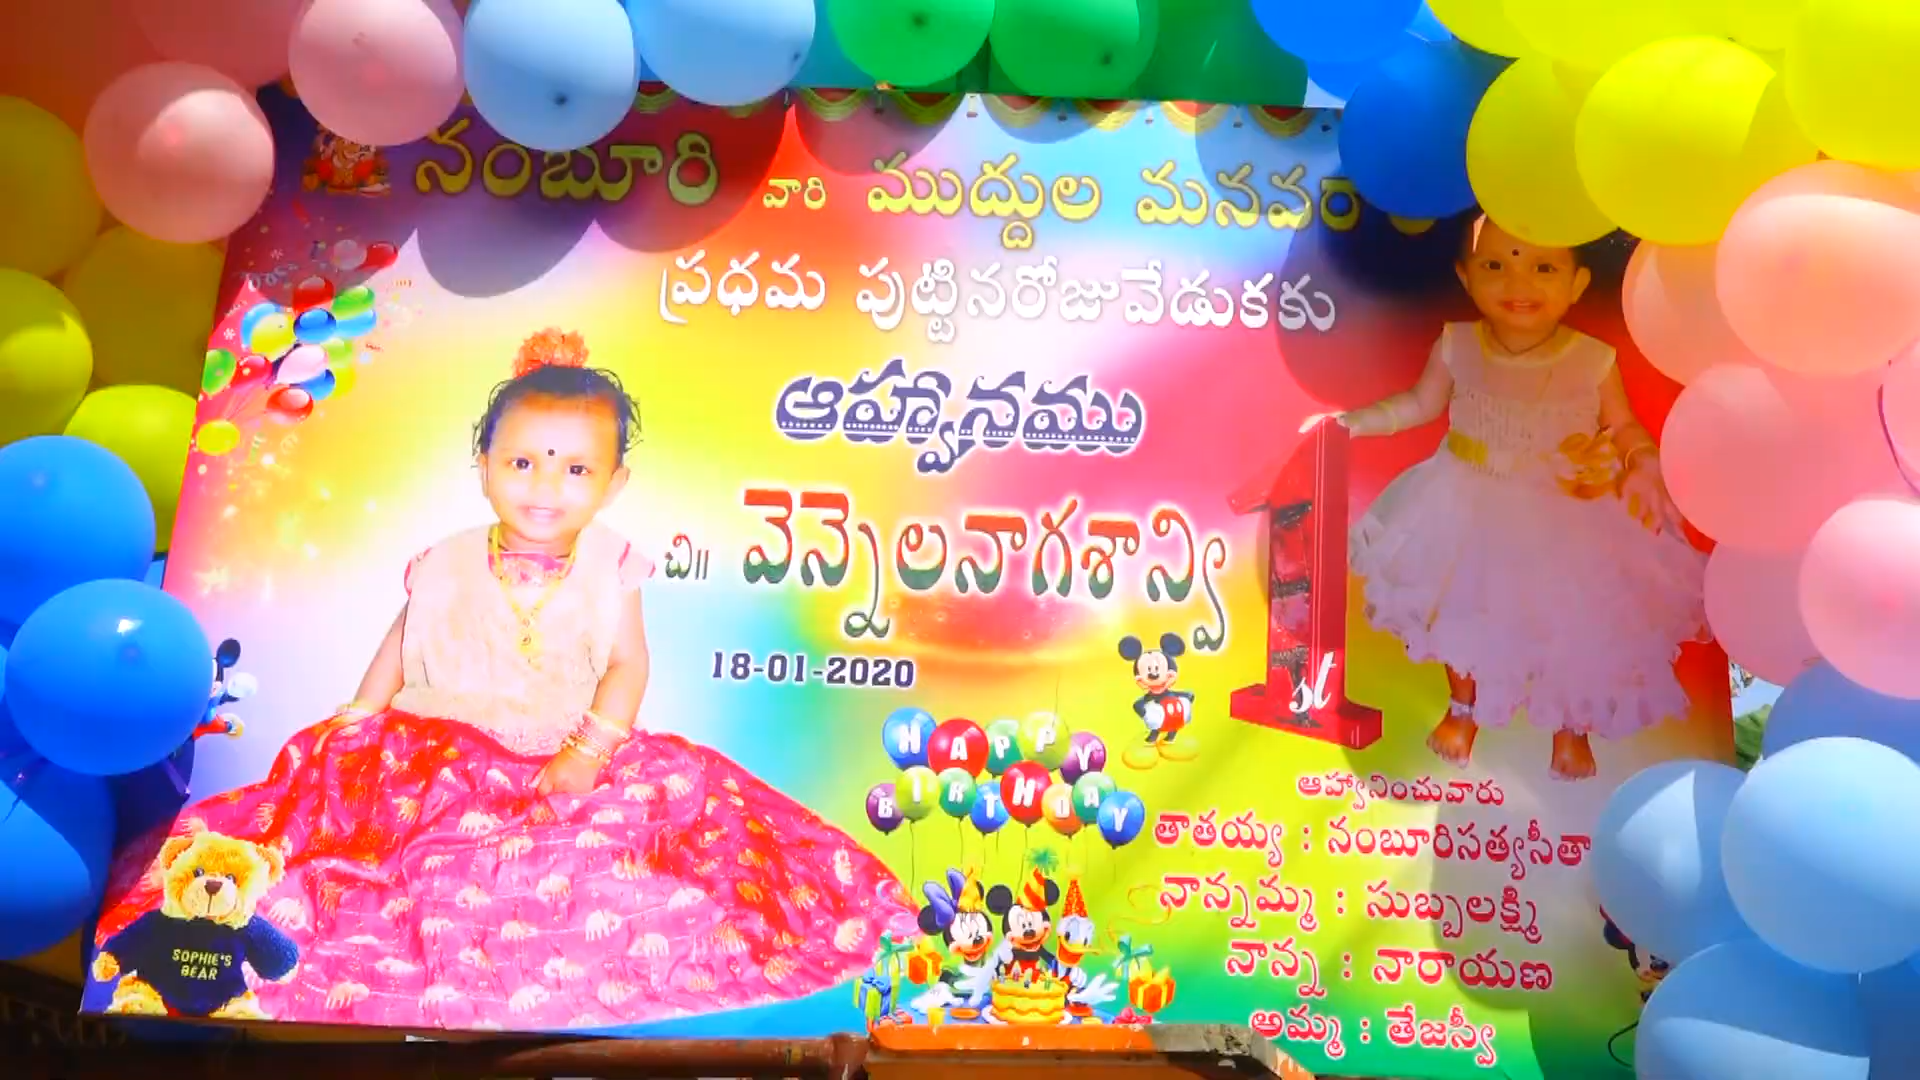 నంబూరి వారి ముద్దుల
ప్రధమ పుట్టినరోజువేడుకకు
ఆహ్వానము
చి॥ వెన్నెలనాగశాన్వి
18-01-2020
1st
HAPPY
BIRTHDAY
ఆహ్వానించువారు
తాతయ్య : నంబూరిసత్యసీతా
నాన్నమ్మ : సుబ్బలక్ష్మి
నాన్న : నారాయణ
అమ్మ : తేజస్వీ
SOPHIE'S
BEAR